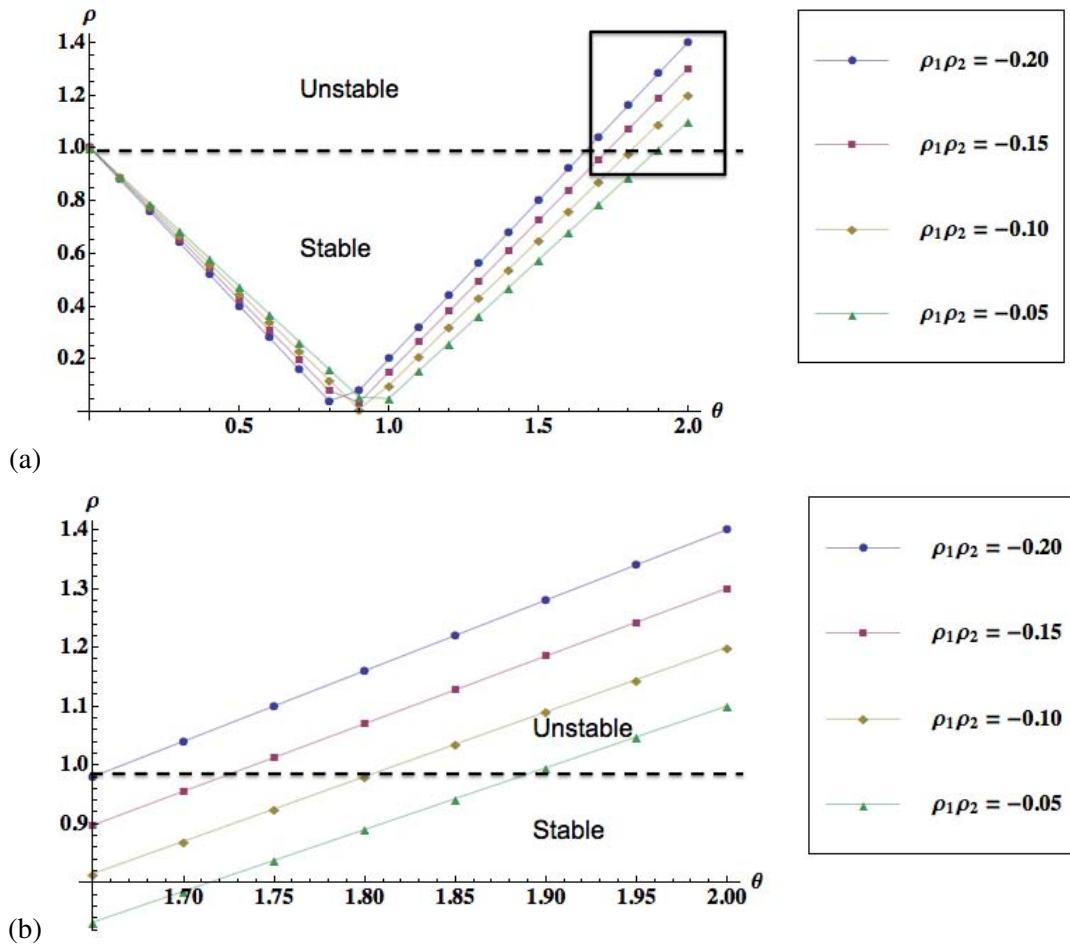 ρ
1.4
1.2
1.0
0.8
0.6
0.4
0.2
Unstable
Stable
0.5 1.0 1.5 2.0 θ
ρ₁ρ₂ = −0.20
ρ₁ρ₂ = −0.15
ρ₁ρ₂ = −0.10
ρ₁ρ₂ = −0.05
(a)
ρ
1.4
1.3
1.2
1.1
1.0
0.9
Unstable
Stable
1.70 1.75 1.80 1.85 1.90 1.95 2.00 θ
ρ₁ρ₂ = −0.20
ρ₁ρ₂ = −0.15
ρ₁ρ₂ = −0.10
ρ₁ρ₂ = −0.05
(b)